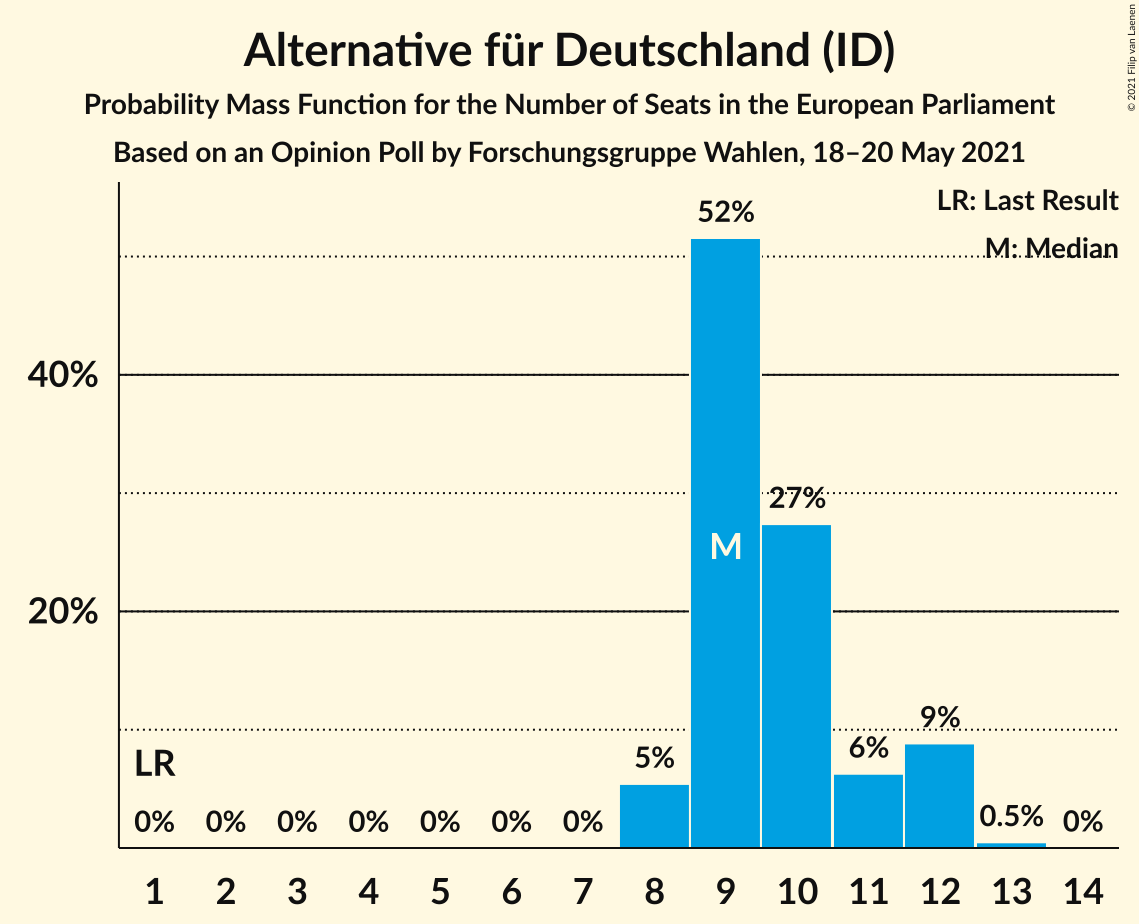 Alternative für Deutschland (ID)
Probability Mass Function for the Number of Seats in the European Parliament
Based on an Opinion Poll by Forschungsgruppe Wahlen, 18–20 May 2021
© 2021 Filip van Laenen
LR: Last Result
M: Median
52%
40%
27%
M
20%
9%
6%
5%
LR
0.5%
0% 0% 0% 0% 0% 0% 0% 0%
1 2 3 4 5 6 7 8 9 10 11 12 13 14